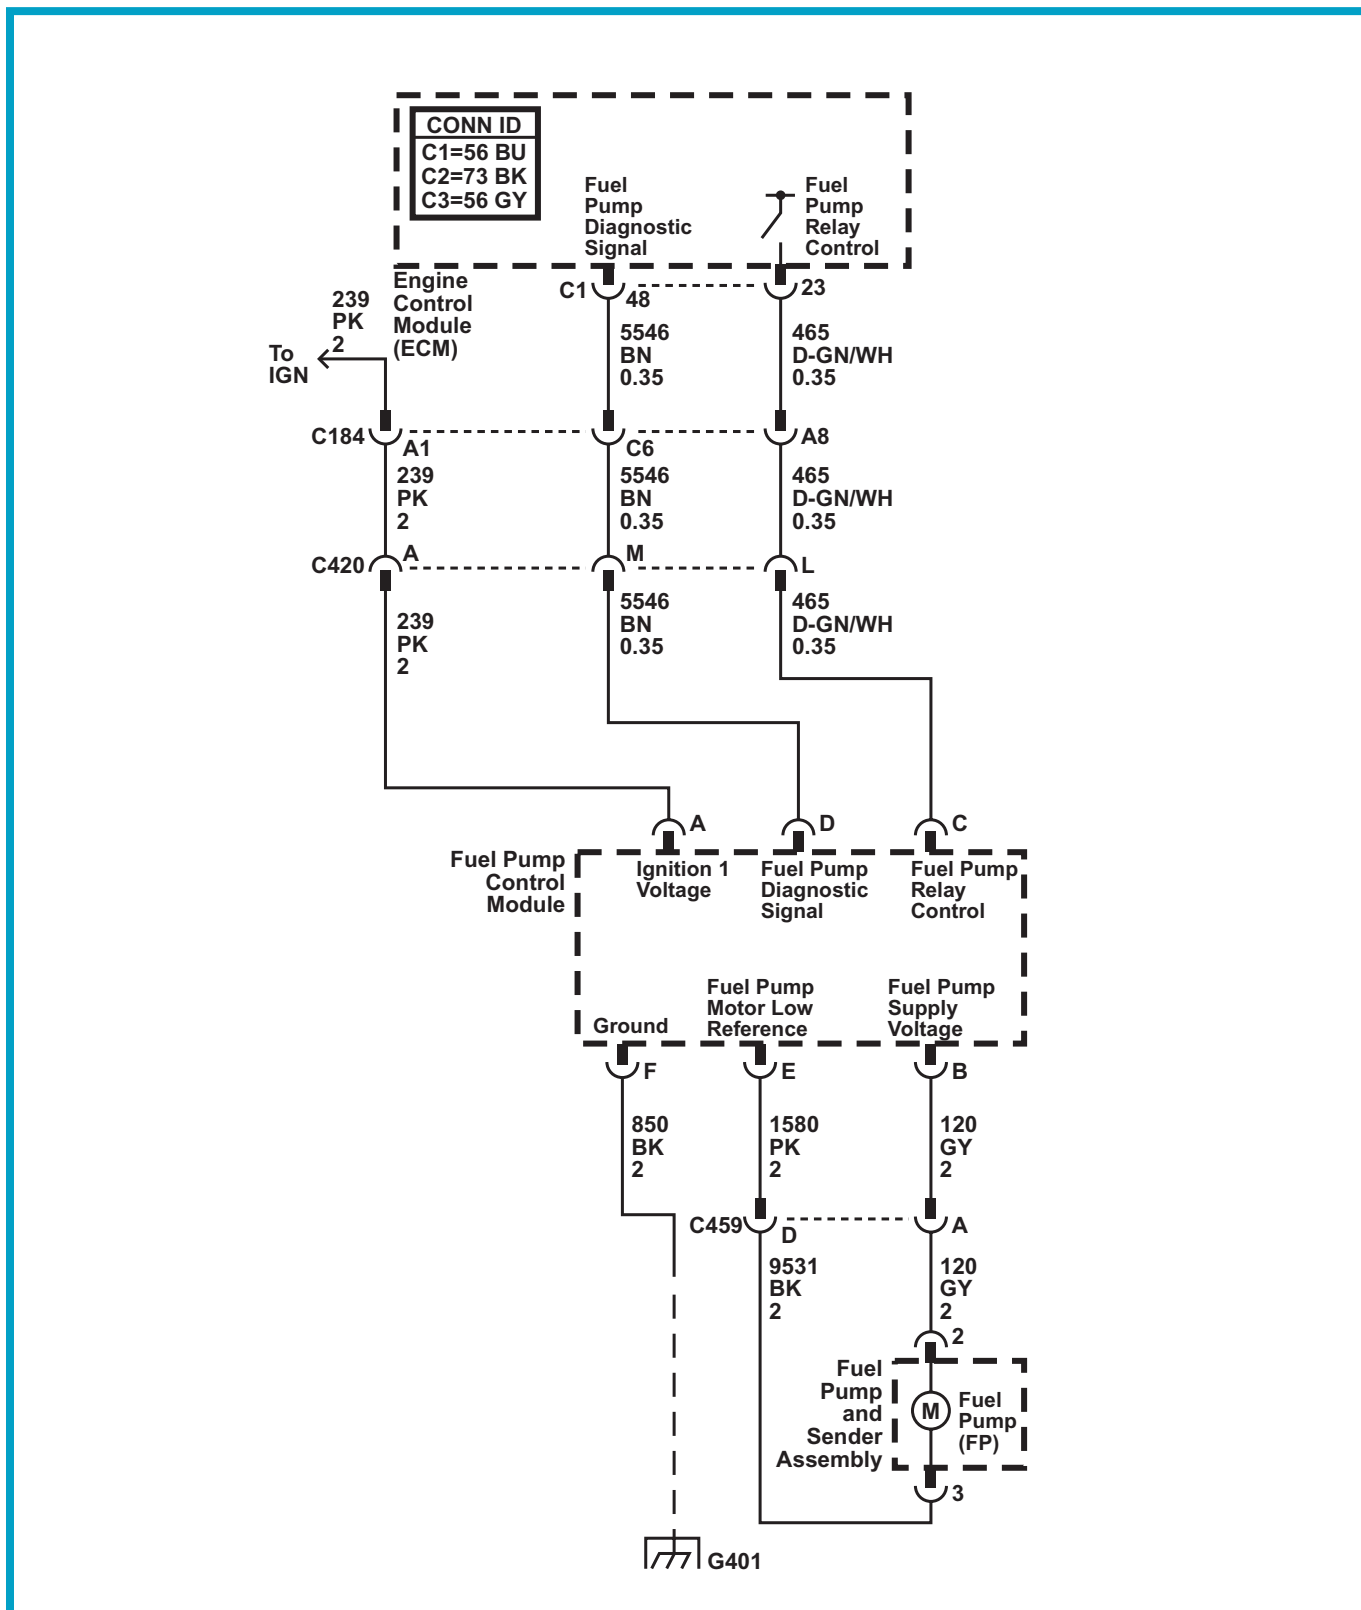 CONN ID
C1=56 BU
C2=73 BK
C3=56 GY
Fuel
Pump
Diagnostic
Signal
Fuel
Pump
Relay
Control
Engine
Control
Module
(ECM)
C1
48
23
239
PK
2
To
IGN
5546
BN
0.35
465
D-GN/WH
0.35
C184
A1
C6
A8
239
PK
2
5546
BN
0.35
465
D-GN/WH
0.35
C420
A
M
L
239
PK
2
5546
BN
0.35
465
D-GN/WH
0.35
A
D
C
Fuel Pump
Control
Module
Ignition 1
Voltage
Fuel Pump
Diagnostic
Signal
Fuel Pump
Relay
Control
Ground
Fuel Pump
Motor Low
Reference
Fuel Pump
Supply
Voltage
F
E
B
850
BK
2
1580
PK
2
120
GY
2
C459
D
A
9531
BK
2
120
GY
2
2
Fuel
Pump
and
Sender
Assembly
M
Fuel
Pump
(FP)
3
G401